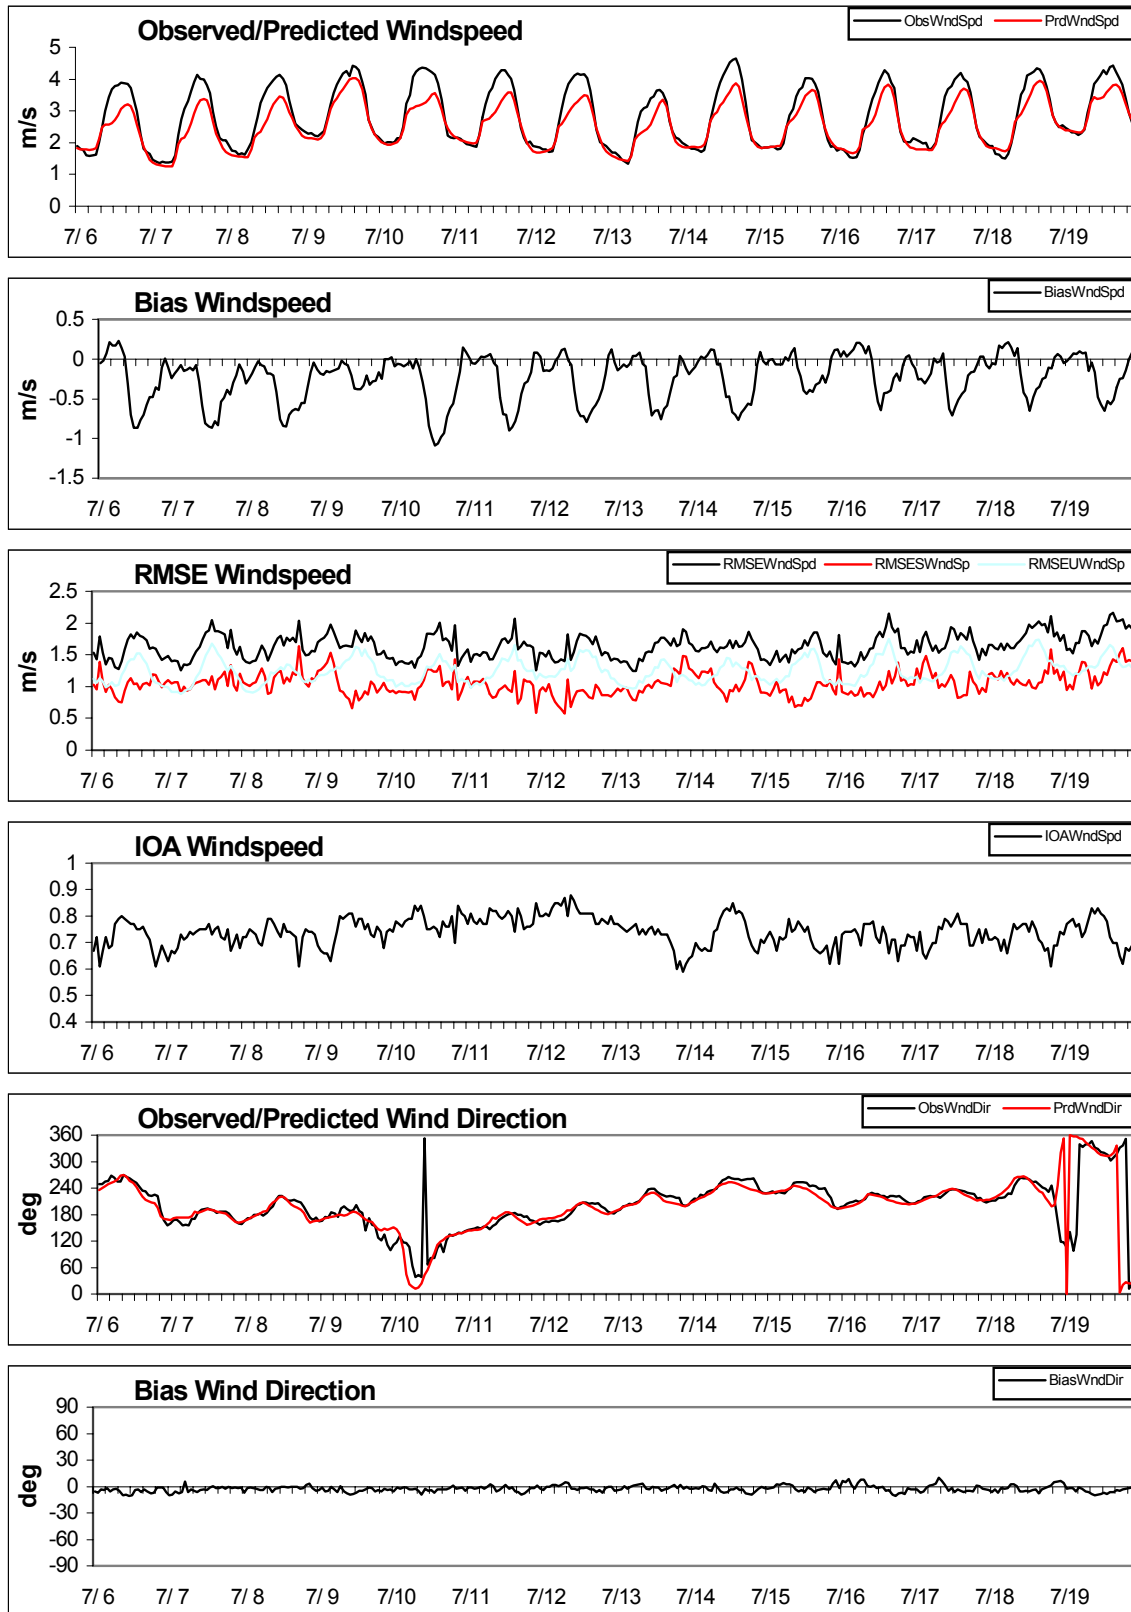 Observed/Predicted Windspeed
ObsWndSpd PrdWndSpd
5
4
3
2
1
0
m/s
7/ 6 7/ 7 7/ 8 7/ 9 7/10 7/11 7/12 7/13 7/14 7/15 7/16 7/17 7/18 7/19
Bias Windspeed
BiasWndSpd
0.5
0
-0.5
-1
-1.5
m/s
7/ 6 7/ 7 7/ 8 7/ 9 7/10 7/11 7/12 7/13 7/14 7/15 7/16 7/17 7/18 7/19
RMSE Windspeed
RMSEWndSpd RMSESWndSp RMSEUWndSp
2.5
2
1.5
1
0.5
0
m/s
7/ 6 7/ 7 7/ 8 7/ 9 7/10 7/11 7/12 7/13 7/14 7/15 7/16 7/17 7/18 7/19
IOA Windspeed
IOAWndSpd
1
0.9
0.8
0.7
0.6
0.5
0.4
7/ 6 7/ 7 7/ 8 7/ 9 7/10 7/11 7/12 7/13 7/14 7/15 7/16 7/17 7/18 7/19
Observed/Predicted Wind Direction
ObsWndDir PrdWndDir
360
300
240
180
120
60
0
deg
7/ 6 7/ 7 7/ 8 7/ 9 7/10 7/11 7/12 7/13 7/14 7/15 7/16 7/17 7/18 7/19
Bias Wind Direction
BiasWndDir
90
60
30
0
-30
-60
-90
deg
7/ 6 7/ 7 7/ 8 7/ 9 7/10 7/11 7/12 7/13 7/14 7/15 7/16 7/17 7/18 7/19